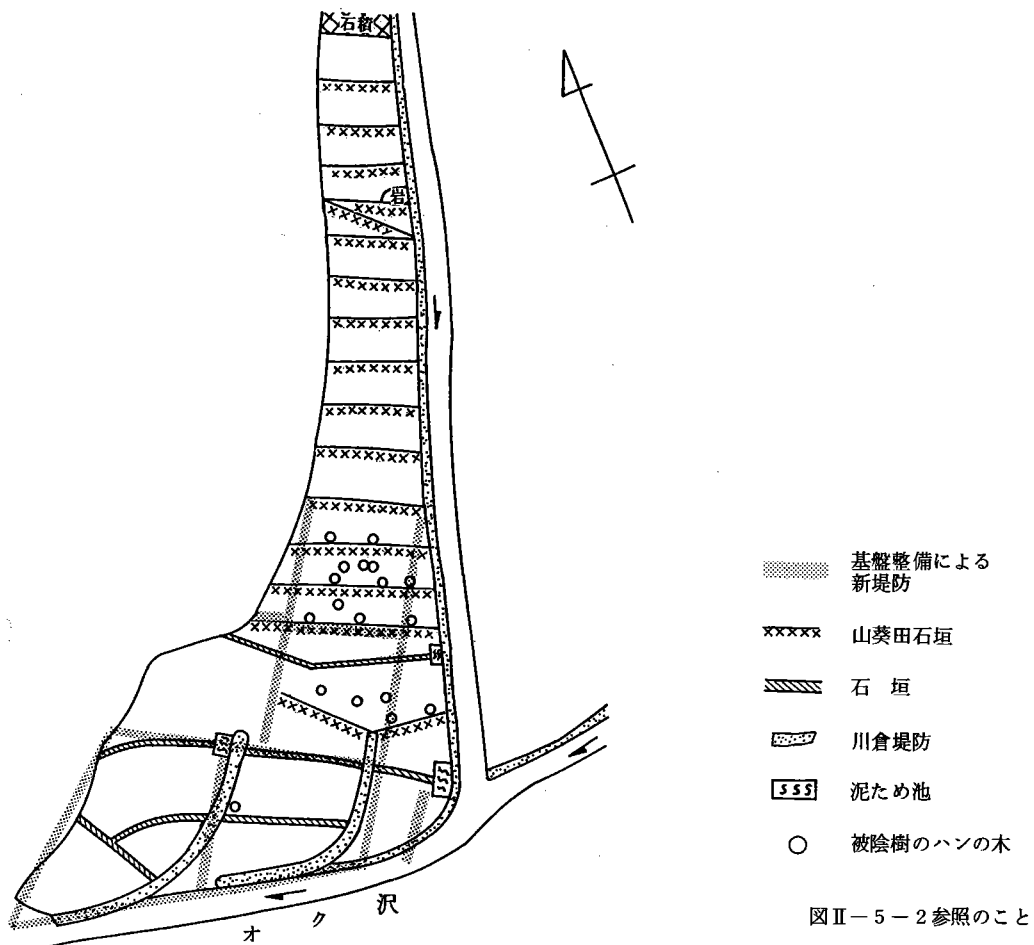 石樽
岩
基盤整備による
新堤防
山葵田石垣
石 垣
川倉堤防
泥ため池
被陰樹のハンの木
オク沢
図Ⅱ-5-2参照のこと